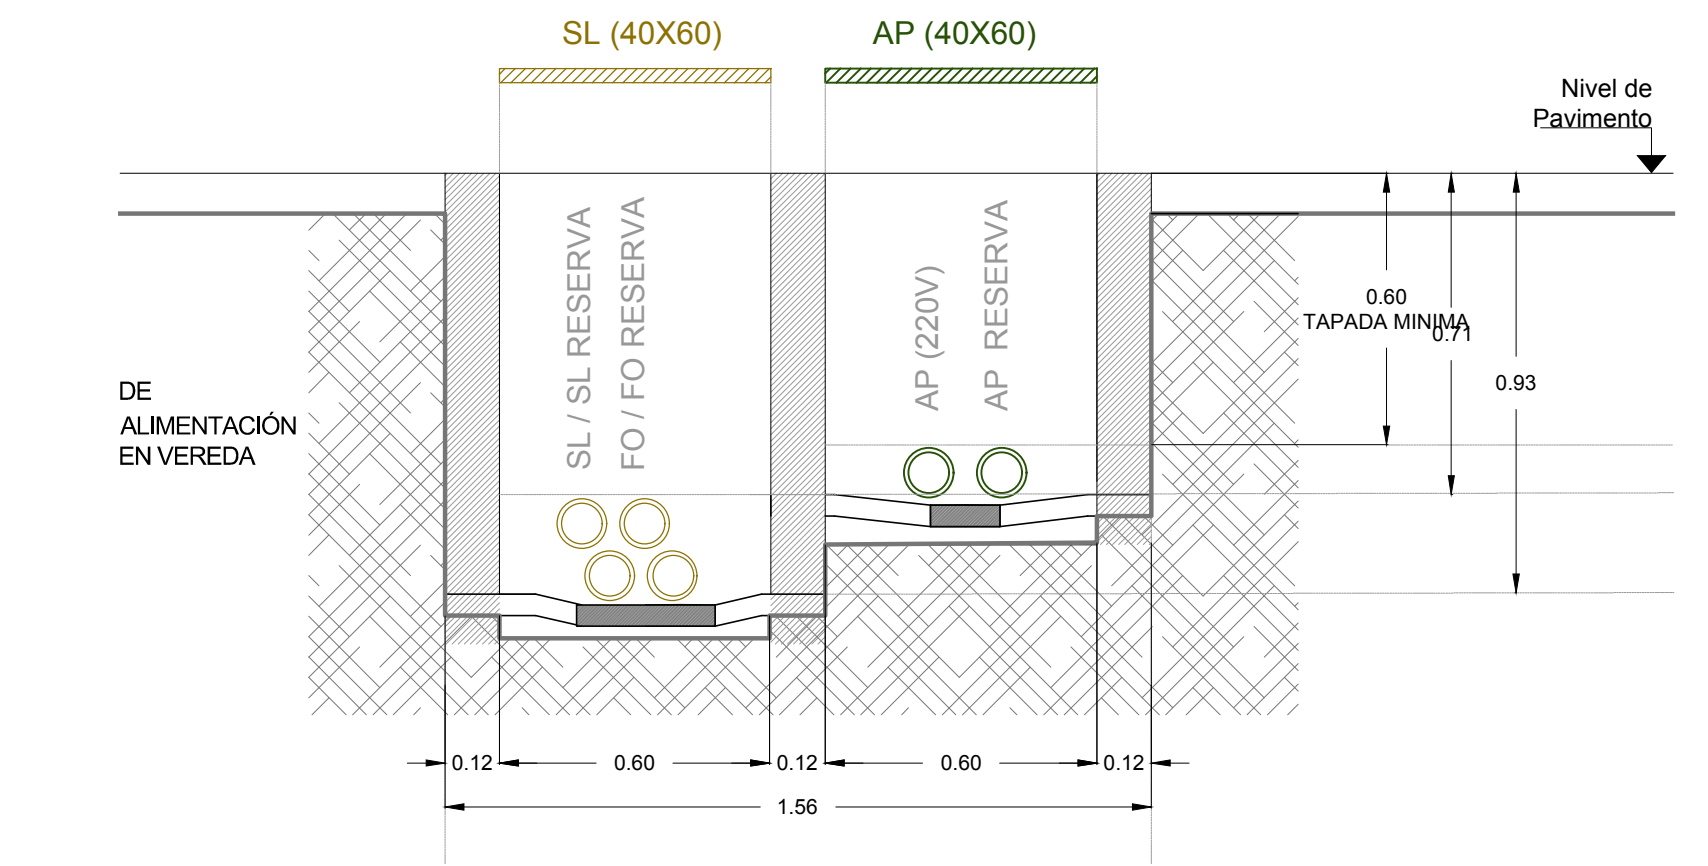 SL (40X60)
AP (40X60)
Nivel de
Pavimento
SL / SL RESERVA
FO / FO RESERVA
AP (220V)
AP RESERVA
0.60
TAPADA MINIMA
0.71
0.93
DE
ALIMENTACIÓN
EN VEREDA
0.12
0.60
0.12
0.60
0.12
1.56